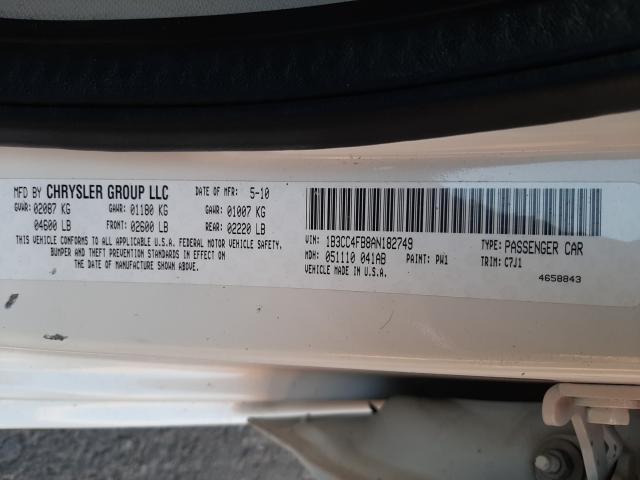 MFD BY CHRYSLER GROUP LLC DATE OF MFR: 5-10
GVWR: 02087 KG GAWR: 01180 KG GAWR: 01007 KG
04600 LB FRONT: 02600 LB REAR: 02220 LB
THIS VEHICLE CONFORMS TO ALL APPLICABLE U.S.A. FEDERAL MOTOR VEHICLE SAFETY,
BUMPER AND THEFT PREVENTION STANDARDS IN EFFECT ON
THE DATE OF MANUFACTURE SHOWN ABOVE.
VIN: 1B3CC4FB8AN182749 TYPE: PASSENGER CAR
MDH: 051110 041AB PAINT: PW1 TRIM: C7J1
VEHICLE MADE IN U.S.A. 4658843